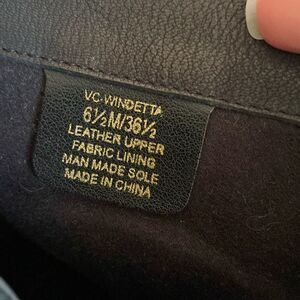 VC-WINDETTA
6½M/36½
LEATHER UPPER
FABRIC LINING
MAN MADE SOLE
MADE IN CHINA